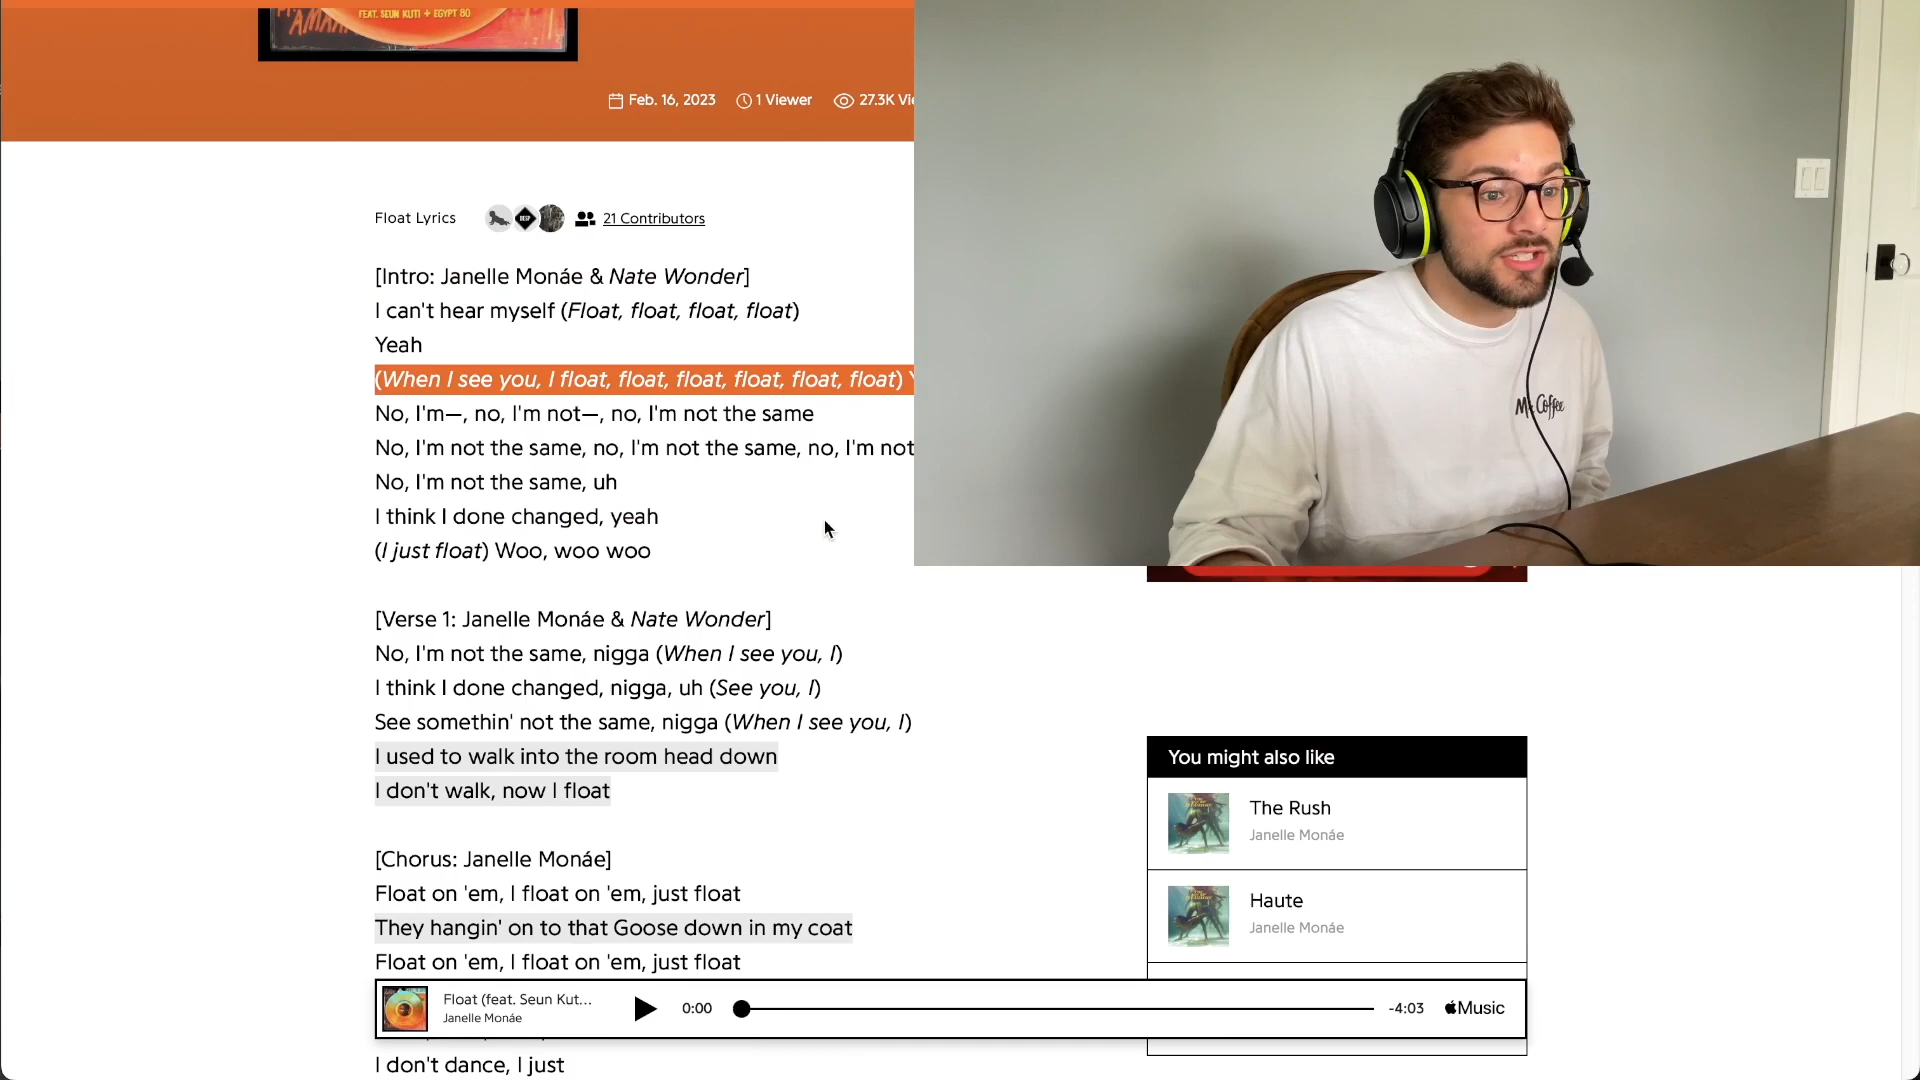 FEAT. SEUN KUTI + EGYPT 80
Feb. 16, 2023
1 Viewer
27.3K Vie
Float Lyrics
21 Contributors
[Intro: Janelle Monáe & Nate Wonder]
I can't hear myself (Float, float, float, float)
Yeah
(When I see you, I float, float, float, float, float, float) Y
No, I'm—, no, I'm not—, no, I'm not the same
No, I'm not the same, no, I'm not the same, no, I'm not
No, I'm not the same, uh
I think I done changed, yeah
(I just float) Woo, woo woo
[Verse 1: Janelle Monáe & Nate Wonder]
No, I'm not the same, nigga (When I see you, I)
I think I done changed, nigga, uh (See you, I)
See somethin' not the same, nigga (When I see you, I)
I used to walk into the room head down
I don't walk, now I float
[Chorus: Janelle Monáe]
Float on 'em, I float on 'em, just float
They hangin' on to that Goose down in my coat
Float on 'em, I float on 'em, just float
I don't dance, I just
Mr. Coffee
You might also like
The Rush
Janelle Monáe
Haute
Janelle Monáe
Float (feat. Seun Kut...
Janelle Monáe
0:00
-4:03
Music